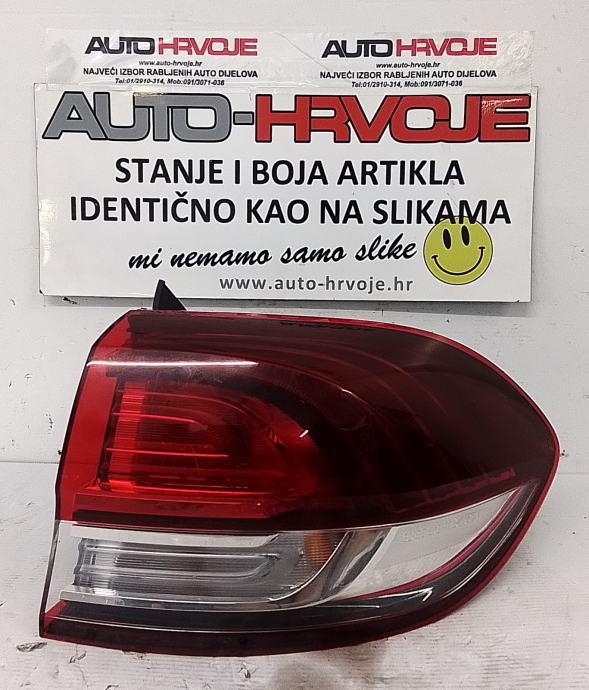 AUTO HRVOJE
www.auto-hrvoje.hr
NAJVEĆI IZBOR RABLJENIH AUTO DIJELOVA
Tel:01/2910-314, Mob:091/3071-036
AUTO HRVOJE
www.auto-hrvoje.hr
NAJVEĆI IZBOR RABLJENIH AUTO DIJELOVA
Tel:01/2910-314, Mob:091/3071-036
AUTO-HRVOJE
STANJE I BOJA ARTIKLA
IDENTIČNO KAO NA SLIKAMA
mi nemamo samo slike
www.auto-hrvoje.hr